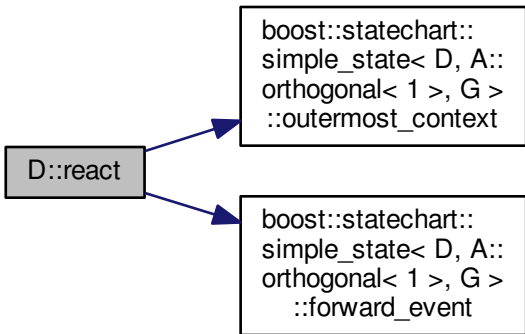 D::react
boost::statechart::
simple_state< D, A::
orthogonal< 1 >, G >
::outermost_context
boost::statechart::
simple_state< D, A::
orthogonal< 1 >, G >
::forward_event